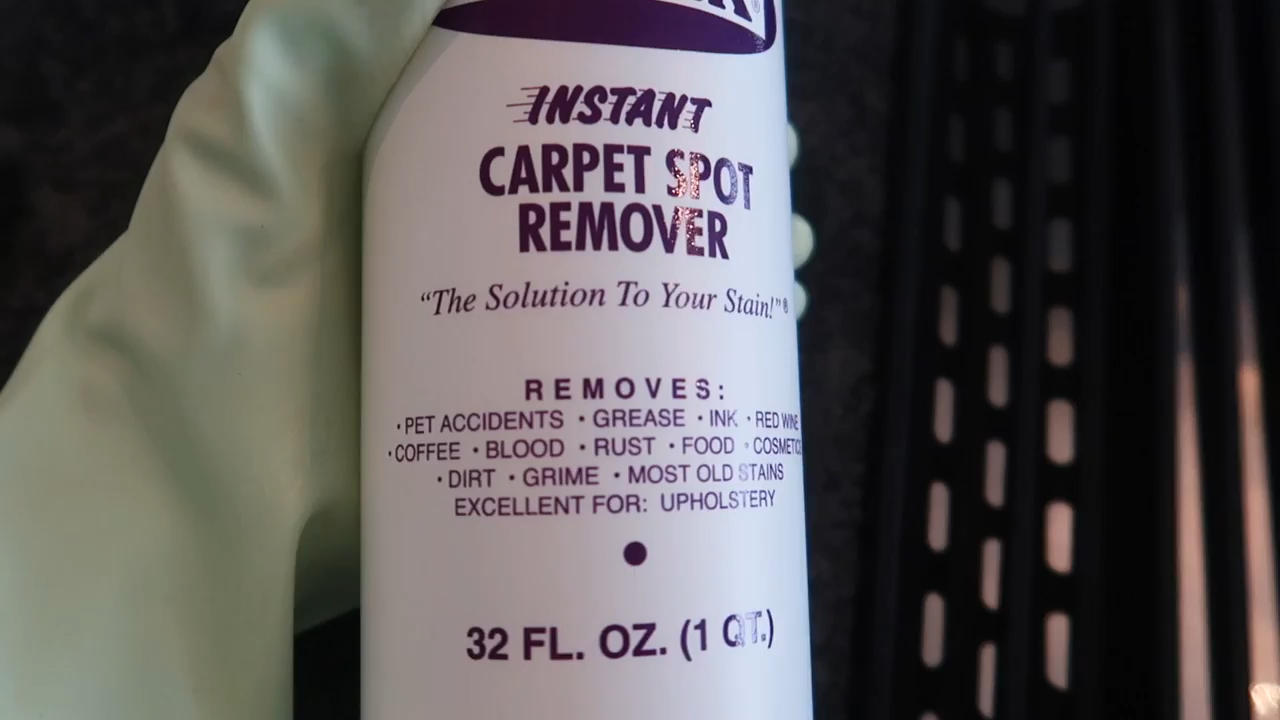 INSTANT
CARPET SPOT
REMOVER
“The Solution To Your Stain!”®
REMOVES:
• PET ACCIDENTS • GREASE • INK • RED WINE
• COFFEE • BLOOD • RUST • FOOD • COSMETIC
• DIRT • GRIME • MOST OLD STAINS
EXCELLENT FOR: UPHOLSTERY
32 FL. OZ. (1 QT.)